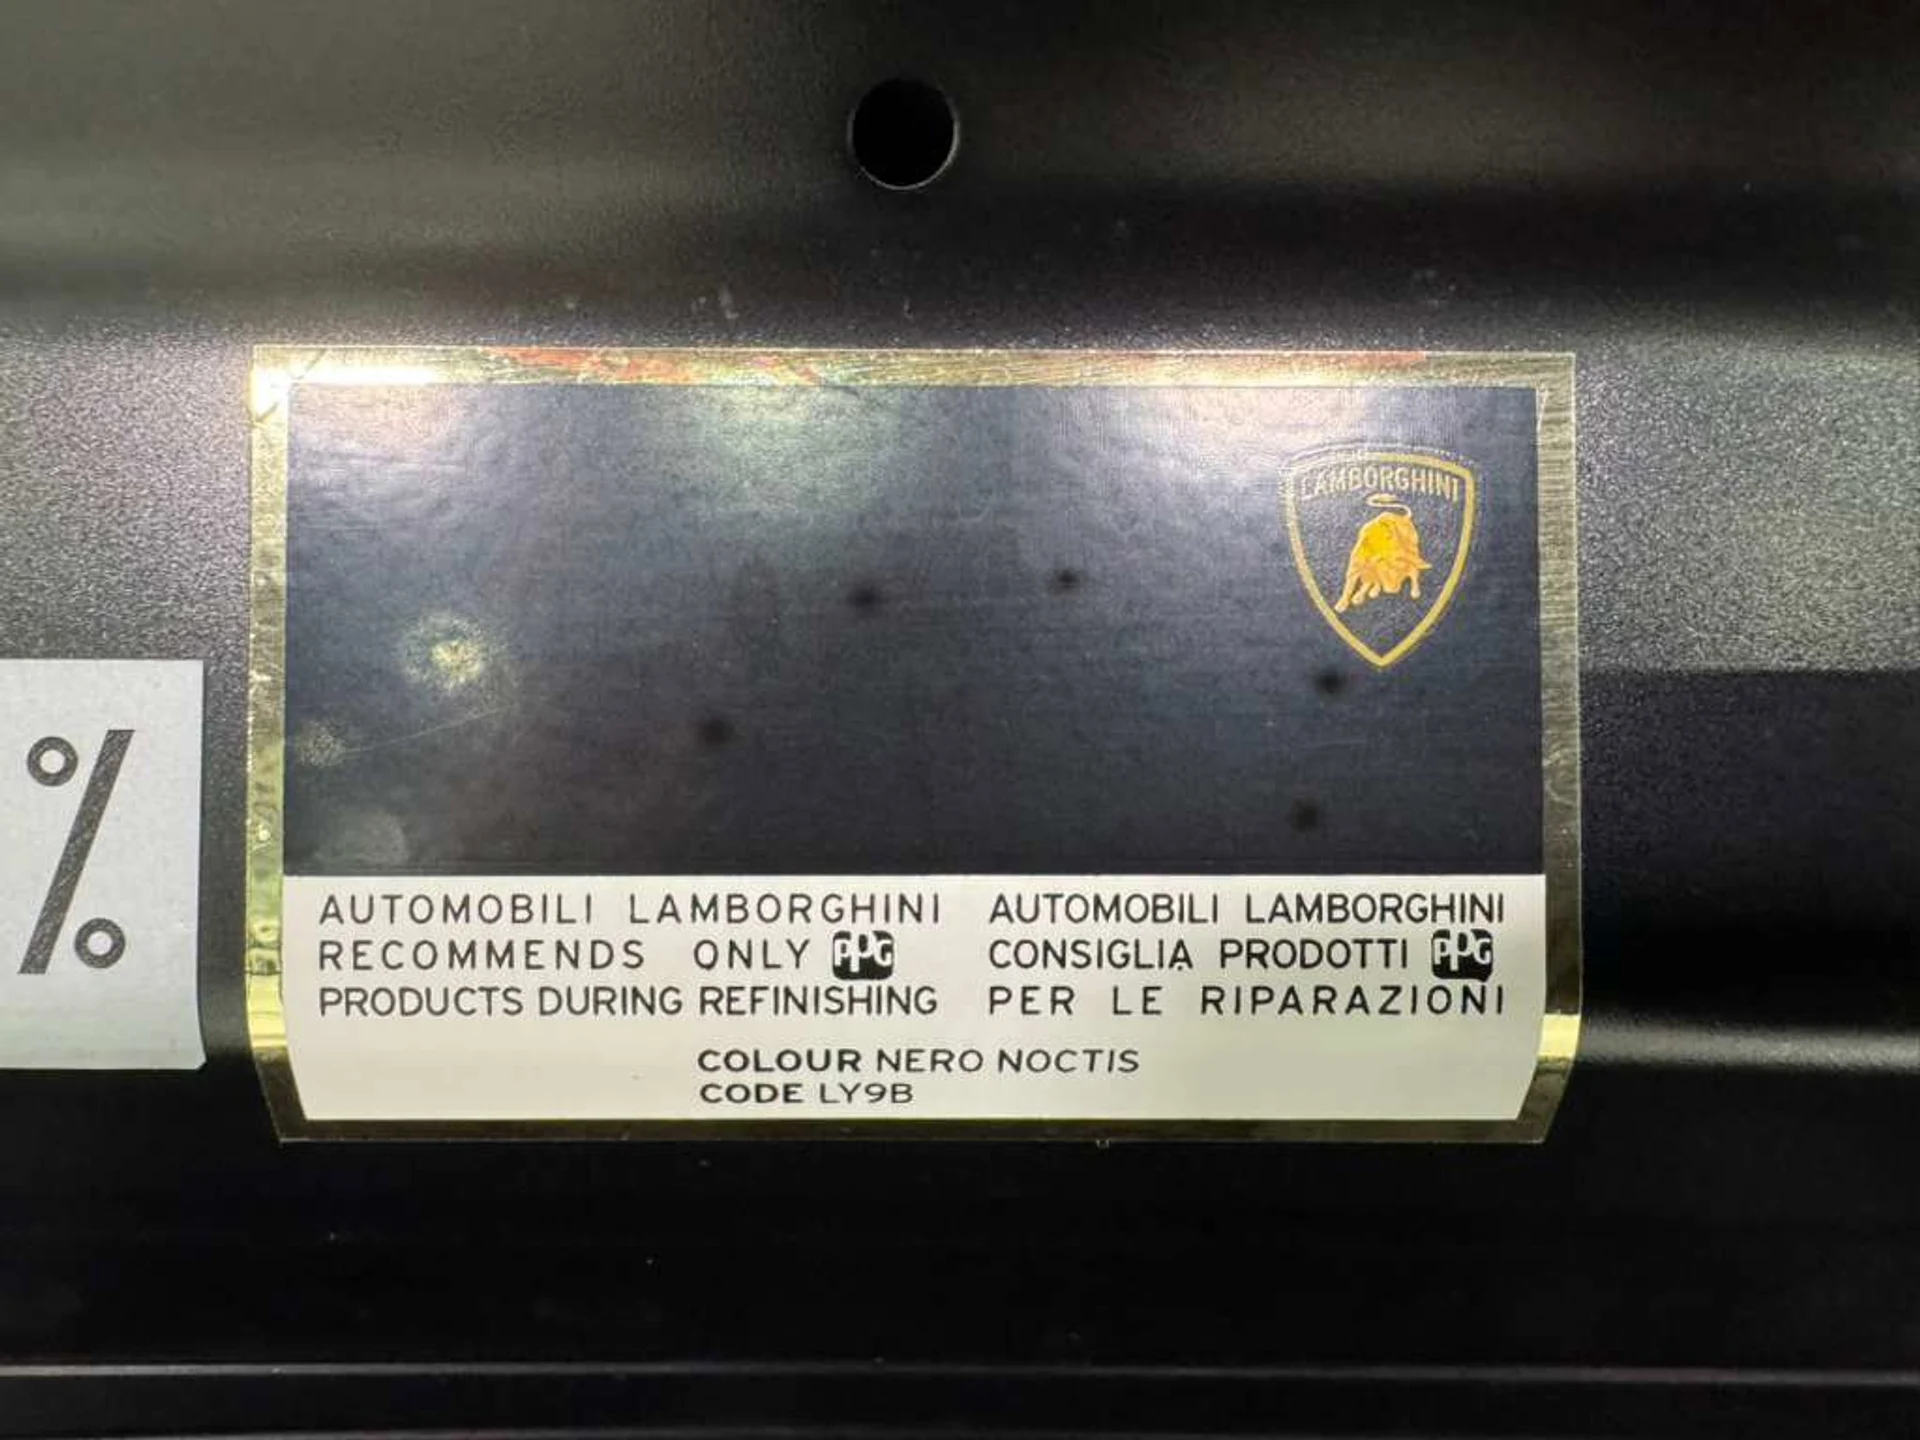 LAMBORGHINI
%
AUTOMOBILI LAMBORGHINI
RECOMMENDS ONLY PPG
PRODUCTS DURING REFINISHING
AUTOMOBILI LAMBORGHINI
CONSIGLIA PRODOTTI PPG
PER LE RIPARAZIONI
COLOUR NERO NOCTIS
CODE LY9B